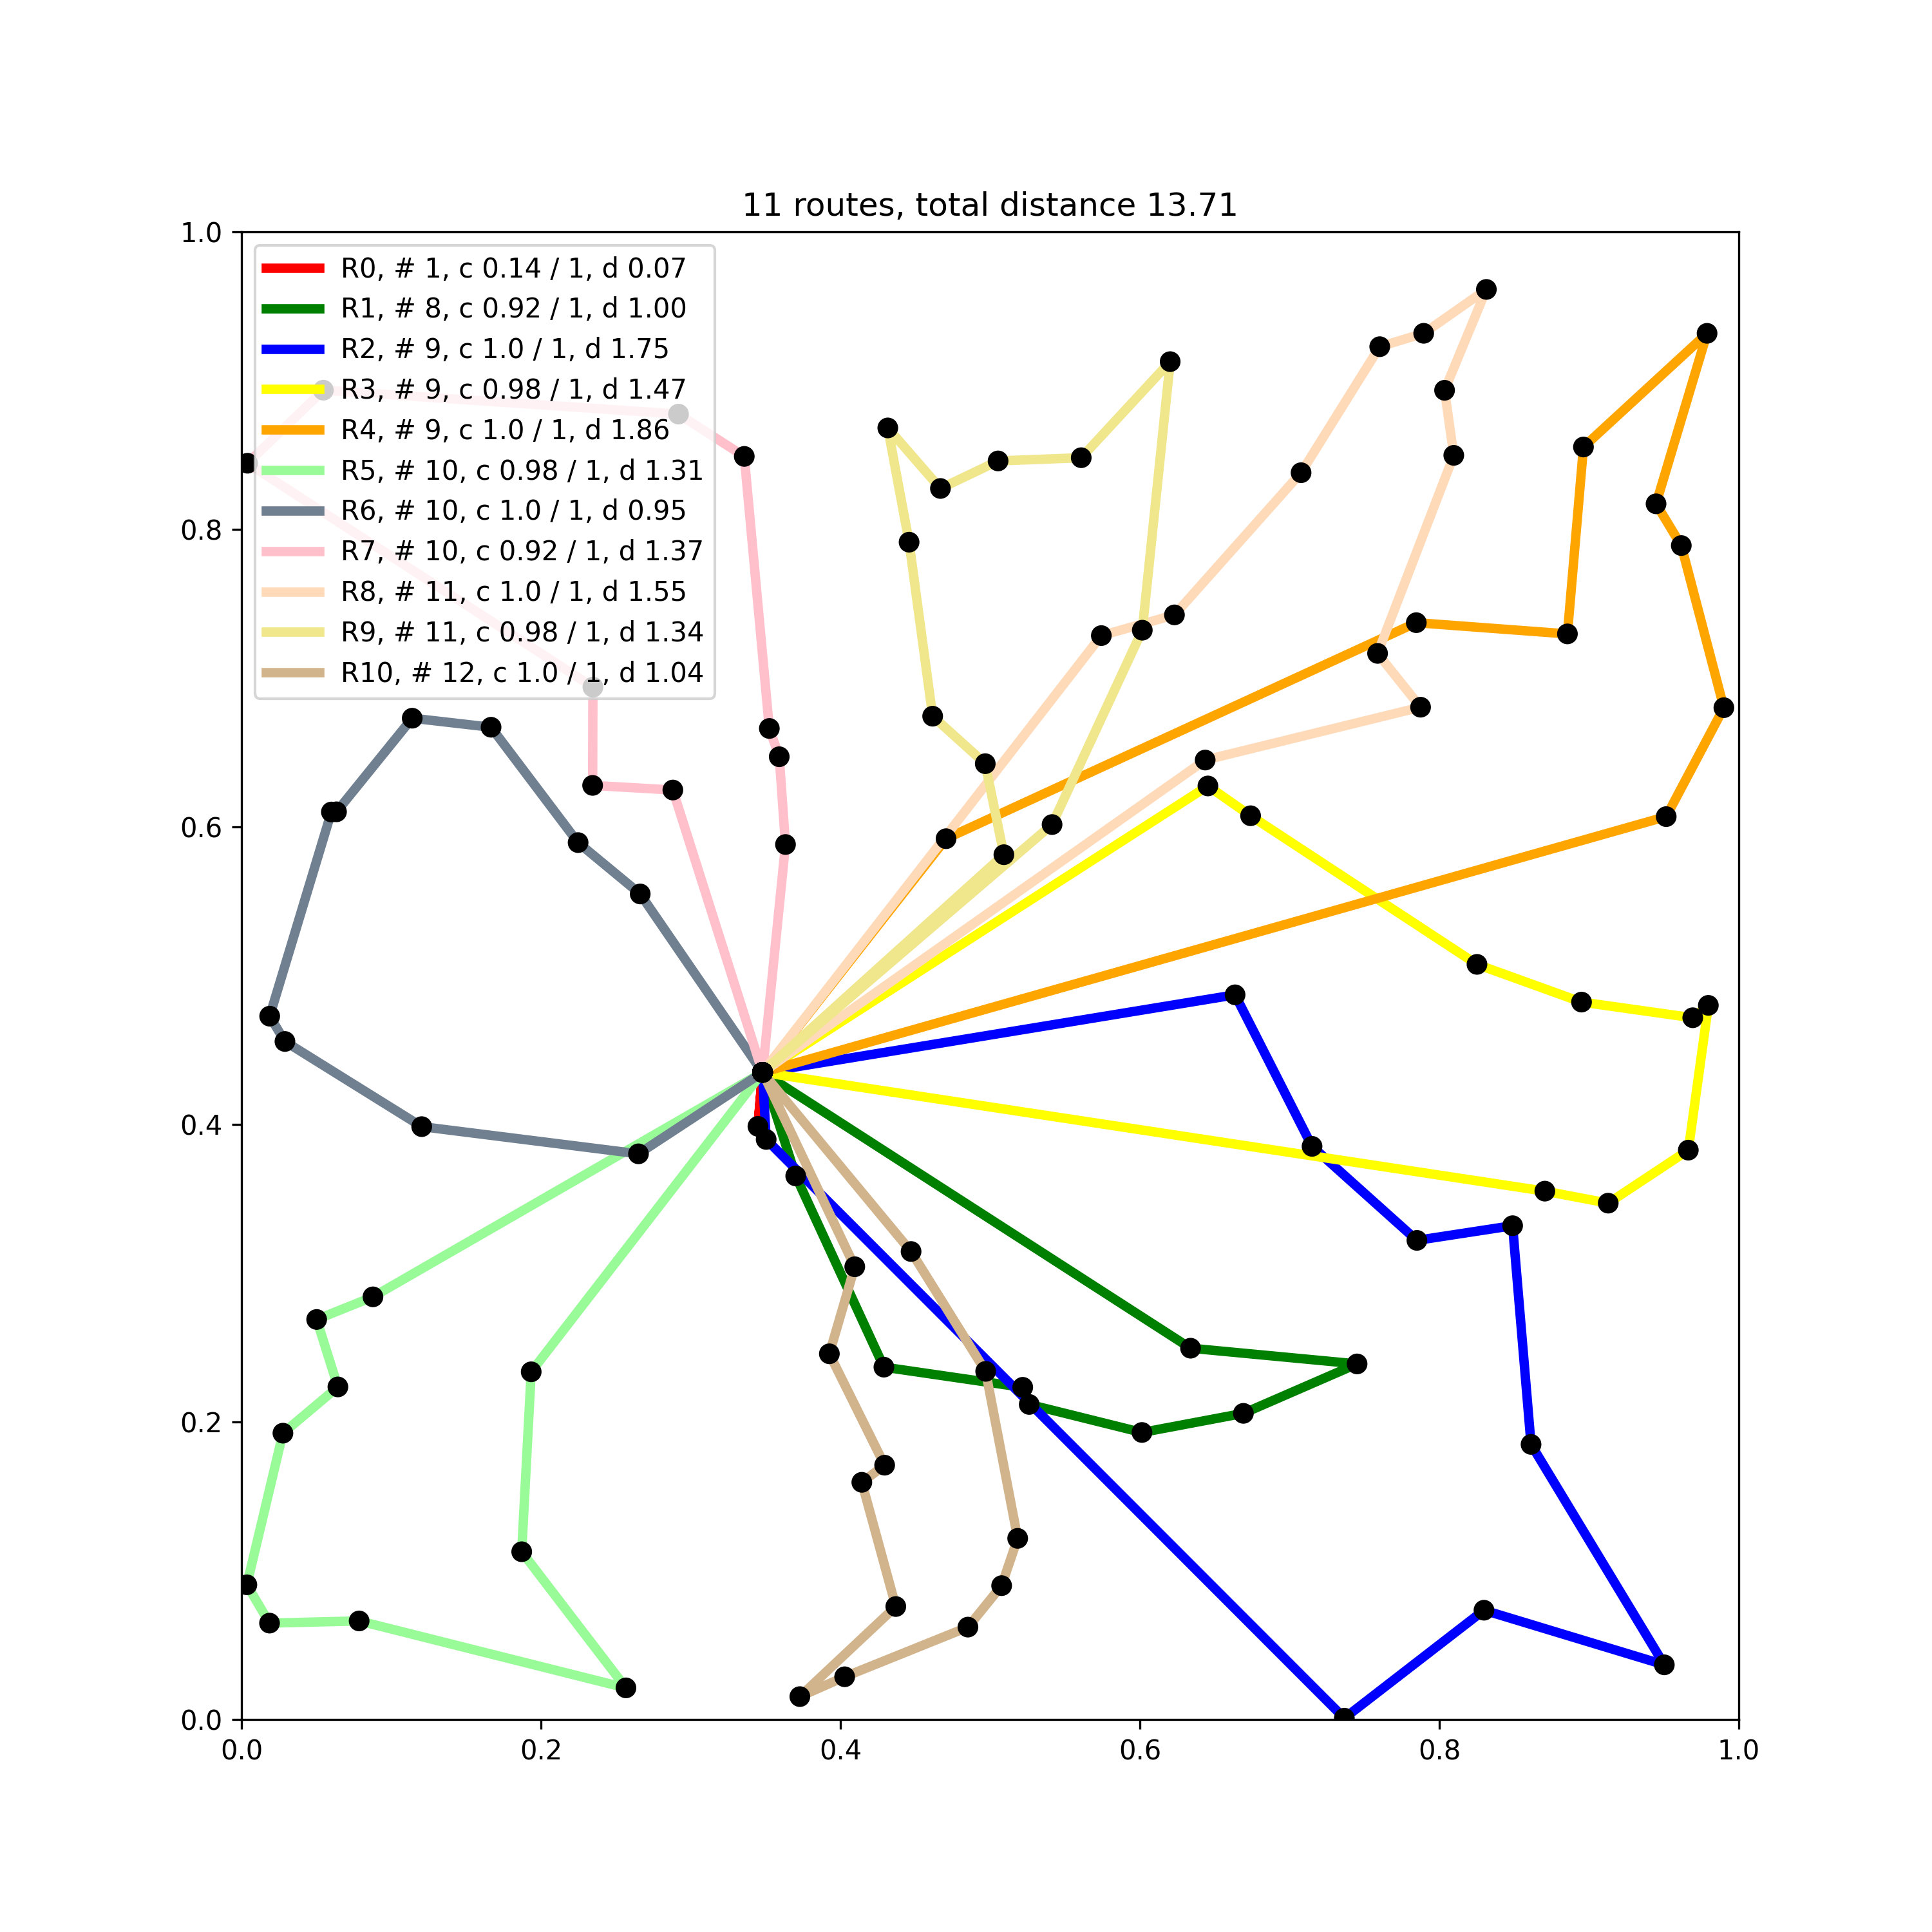 11 routes, total distance 13.71
1.0
0.8
0.6
0.4
0.2
0.0
R0, # 1, c 0.14 / 1, d 0.07
R1, # 8, c 0.92 / 1, d 1.00
R2, # 9, c 1.0 / 1, d 1.75
R3, # 9, c 0.98 / 1, d 1.47
R4, # 9, c 1.0 / 1, d 1.86
R5, # 10, c 0.98 / 1, d 1.31
R6, # 10, c 1.0 / 1, d 0.95
R7, # 10, c 0.92 / 1, d 1.37
R8, # 11, c 1.0 / 1, d 1.55
R9, # 11, c 0.98 / 1, d 1.34
R10, # 12, c 1.0 / 1, d 1.04
0.0 0.2 0.4 0.6 0.8 1.0